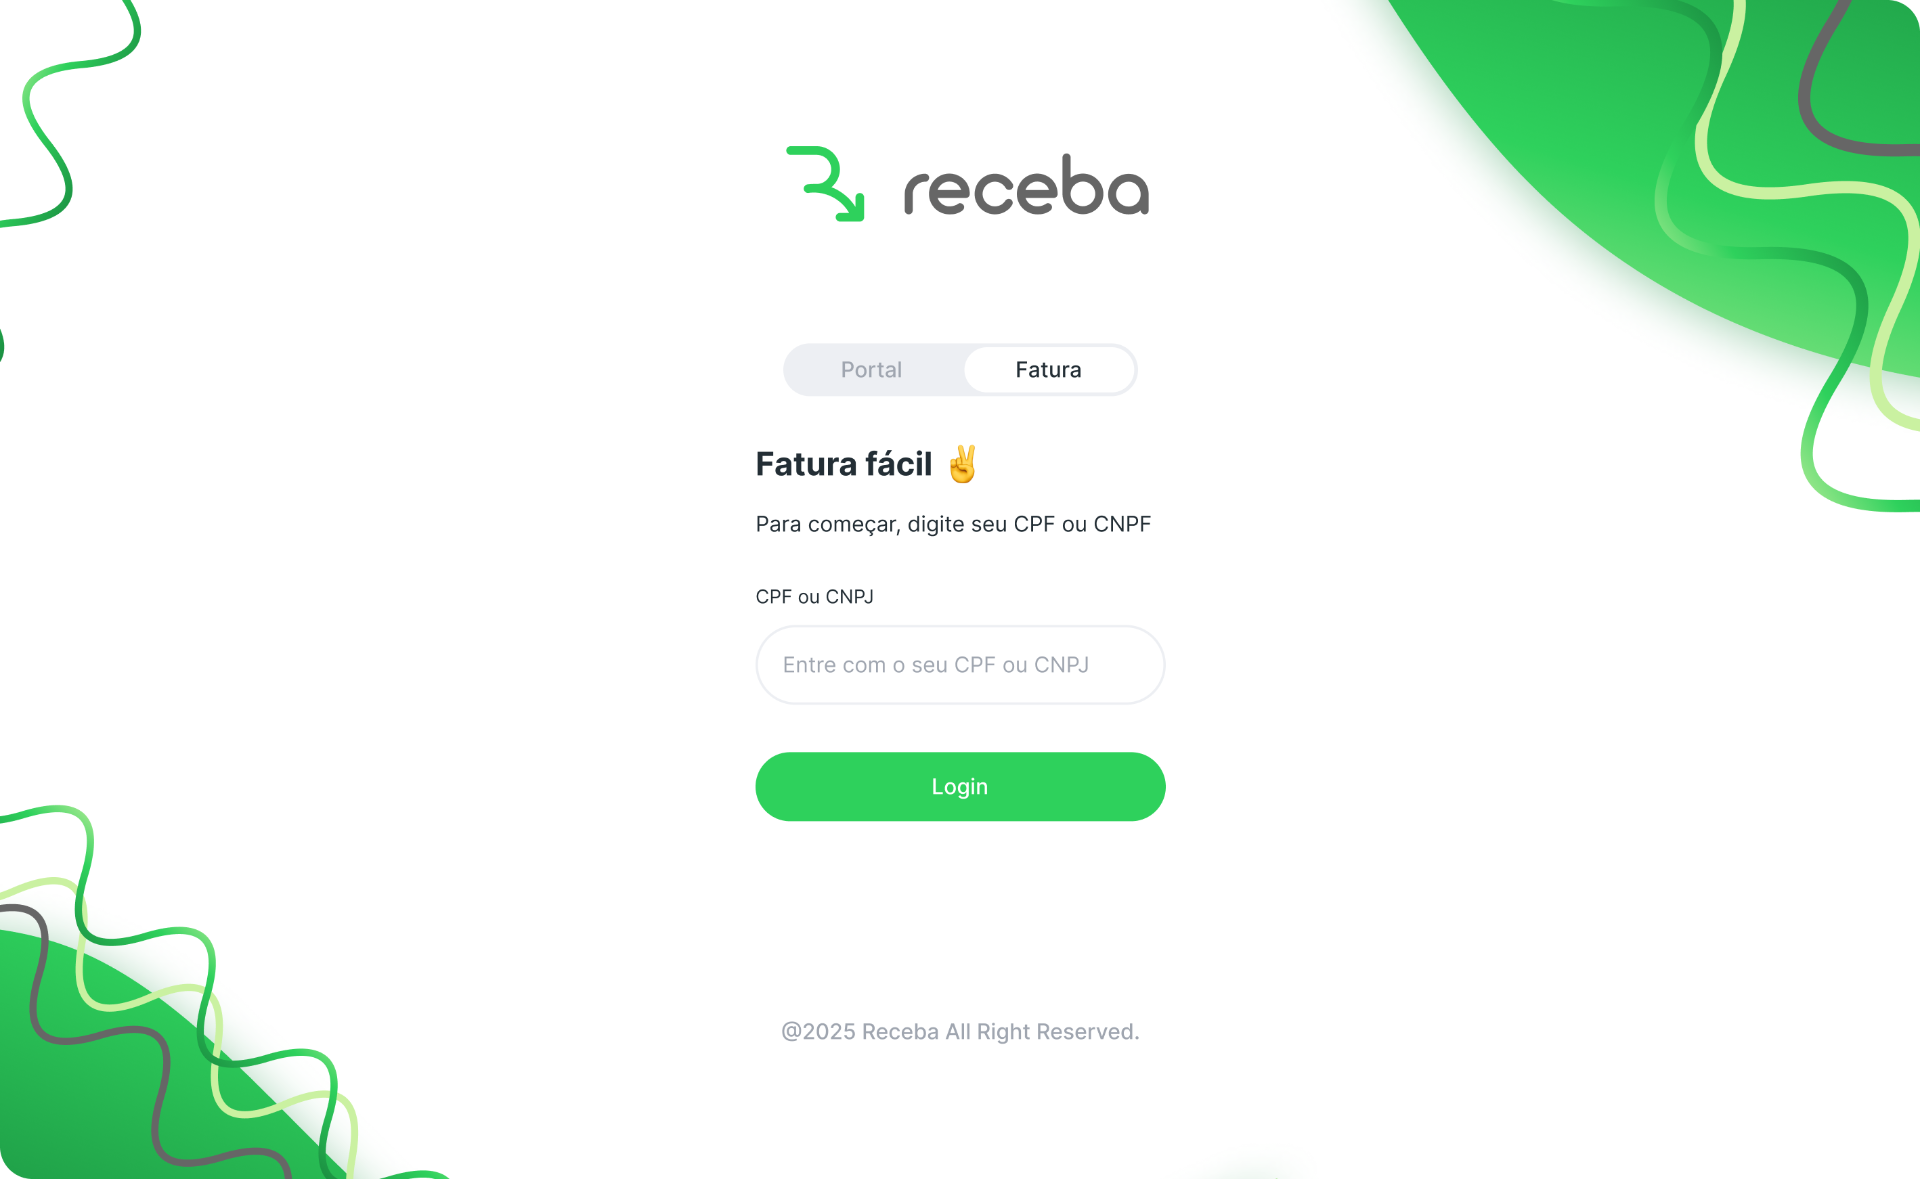 receba
Portal
Fatura
Fatura fácil ✌️
Para começar, digite seu CPF ou CNPF
CPF ou CNPJ
Entre com o seu CPF ou CNPJ
Login
@2025 Receba All Right Reserved.